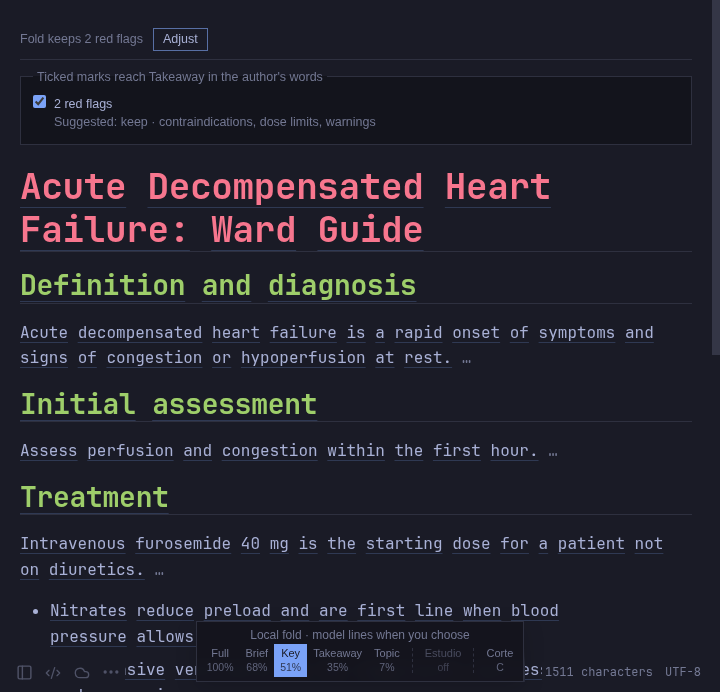 Fold keeps 2 red flags Adjust
Ticked marks reach Takeaway in the author's words
2 red flags
Suggested: keep · contraindications, dose limits, warnings
Acute Decompensated Heart
Failure: Ward Guide
Definition and diagnosis
Acute decompensated heart failure is a rapid onset of symptoms and
signs of congestion or hypoperfusion at rest. …
Initial assessment
Assess perfusion and congestion within the first hour. …
Treatment
Intravenous furosemide 40 mg is the starting dose for a patient not
on diuretics. …
Nitrates reduce preload and are first line when blood
pressure allows
Local fold · model lines when you choose
Full Brief Key Takeaway Topic Estudio Corte
100% 68% 51% 35% 7% off C
1511 characters UTF-8